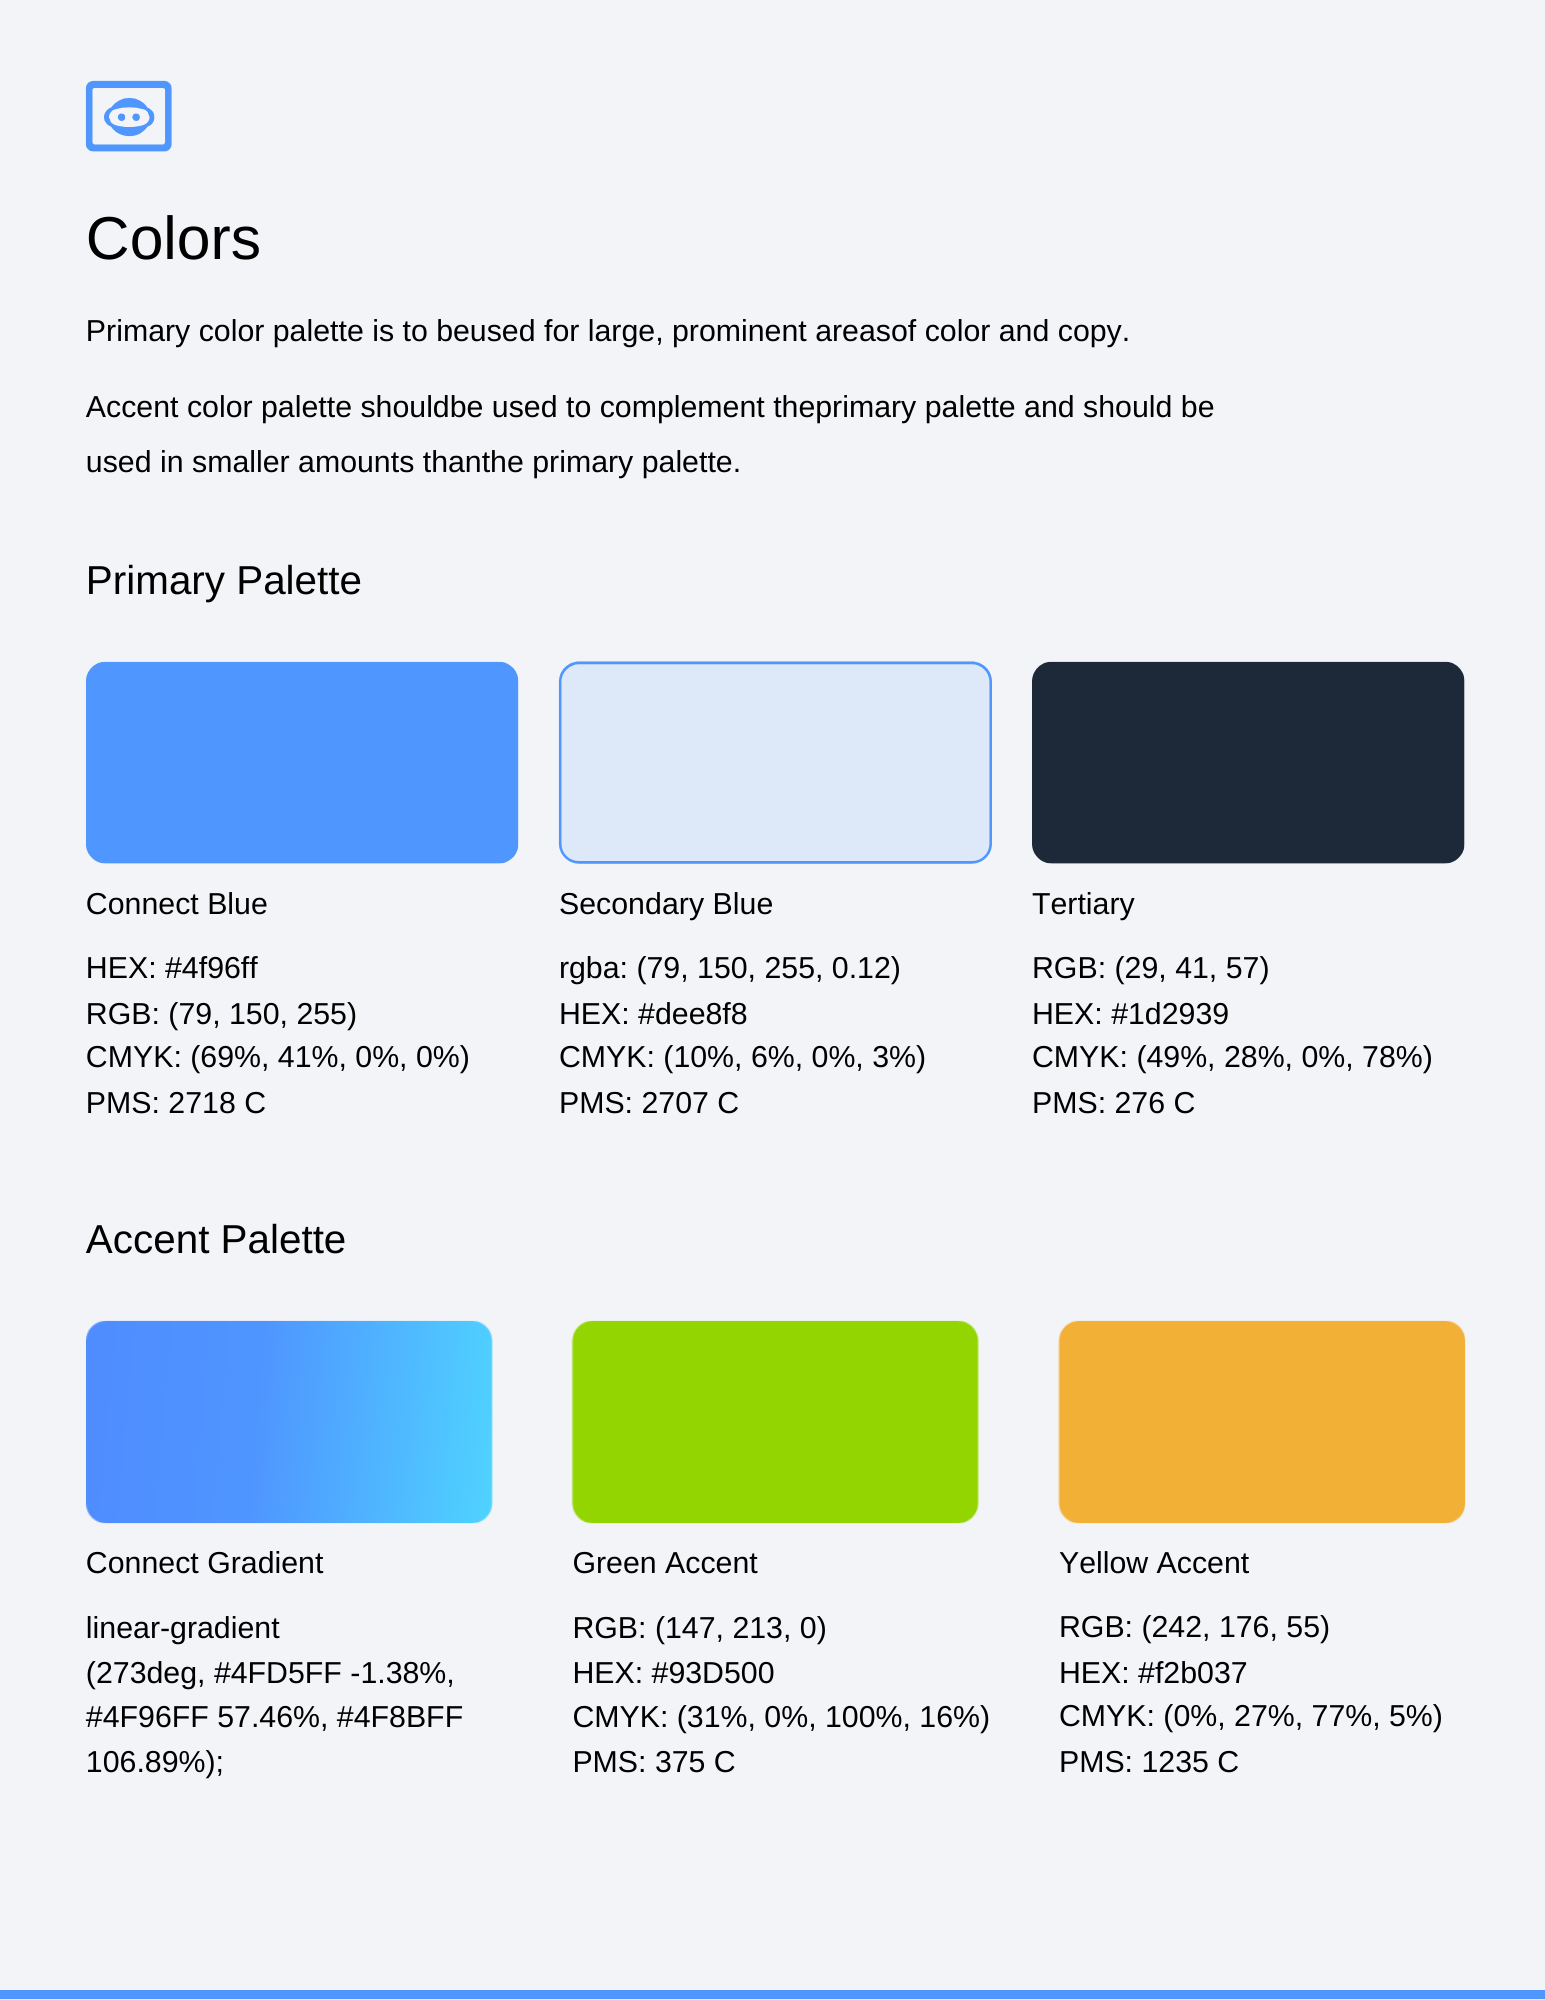 Colors
Primary color palette is to beused for large, prominent areasof color and copy.
Accent color palette shouldbe used to complement theprimary palette and should be
used in smaller amounts thanthe primary palette.
Primary Palette
Connect Blue
HEX: #4f96ff
RGB: (79, 150, 255)
CMYK: (69%, 41%, 0%, 0%)
PMS: 2718 C
Secondary Blue
rgba: (79, 150, 255, 0.12)
HEX: #dee8f8
CMYK: (10%, 6%, 0%, 3%)
PMS: 2707 C
Tertiary
RGB: (29, 41, 57)
HEX: #1d2939
CMYK: (49%, 28%, 0%, 78%)
PMS: 276 C
Accent Palette
Connect Gradient
linear-gradient
(273deg, #4FD5FF -1.38%,
#4F96FF 57.46%, #4F8BFF
106.89%);
Green Accent
RGB: (147, 213, 0)
HEX: #93D500
CMYK: (31%, 0%, 100%, 16%)
PMS: 375 C
Yellow Accent
RGB: (242, 176, 55)
HEX: #f2b037
CMYK: (0%, 27%, 77%, 5%)
PMS: 1235 C